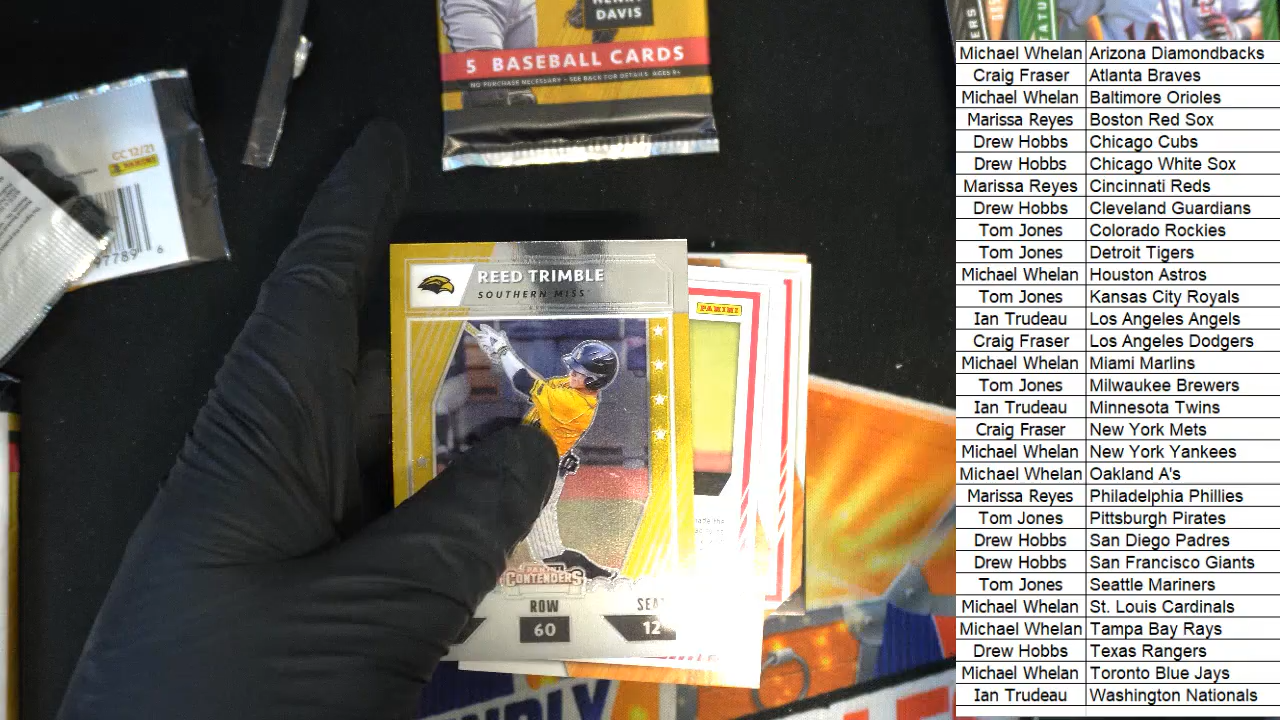 HENRY
DAVIS
5 BASEBALL CARDS
NO PURCHASE NECESSARY - SEE BACK FOR DETAILS AGES 8+
CC12/21
PANINI
6
REED TRIMBLE
SOUTHERN MISS
PANINI
PANINI
CONTENDERS
ROW
60
12
Michael Whelan Arizona Diamondbacks
Craig Fraser Atlanta Braves
Michael Whelan Baltimore Orioles
Marissa Reyes Boston Red Sox
Drew Hobbs Chicago Cubs
Drew Hobbs Chicago White Sox
Marissa Reyes Cincinnati Reds
Drew Hobbs Cleveland Guardians
Tom Jones Colorado Rockies
Tom Jones Detroit Tigers
Michael Whelan Houston Astros
Tom Jones Kansas City Royals
Ian Trudeau Los Angeles Angels
Craig Fraser Los Angeles Dodgers
Michael Whelan Miami Marlins
Tom Jones Milwaukee Brewers
Ian Trudeau Minnesota Twins
Craig Fraser New York Mets
Michael Whelan New York Yankees
Michael Whelan Oakland A's
Marissa Reyes Philadelphia Phillies
Tom Jones Pittsburgh Pirates
Drew Hobbs San Diego Padres
Drew Hobbs San Francisco Giants
Tom Jones Seattle Mariners
Michael Whelan St. Louis Cardinals
Michael Whelan Tampa Bay Rays
Drew Hobbs Texas Rangers
Michael Whelan Toronto Blue Jays
Ian Trudeau Washington Nationals